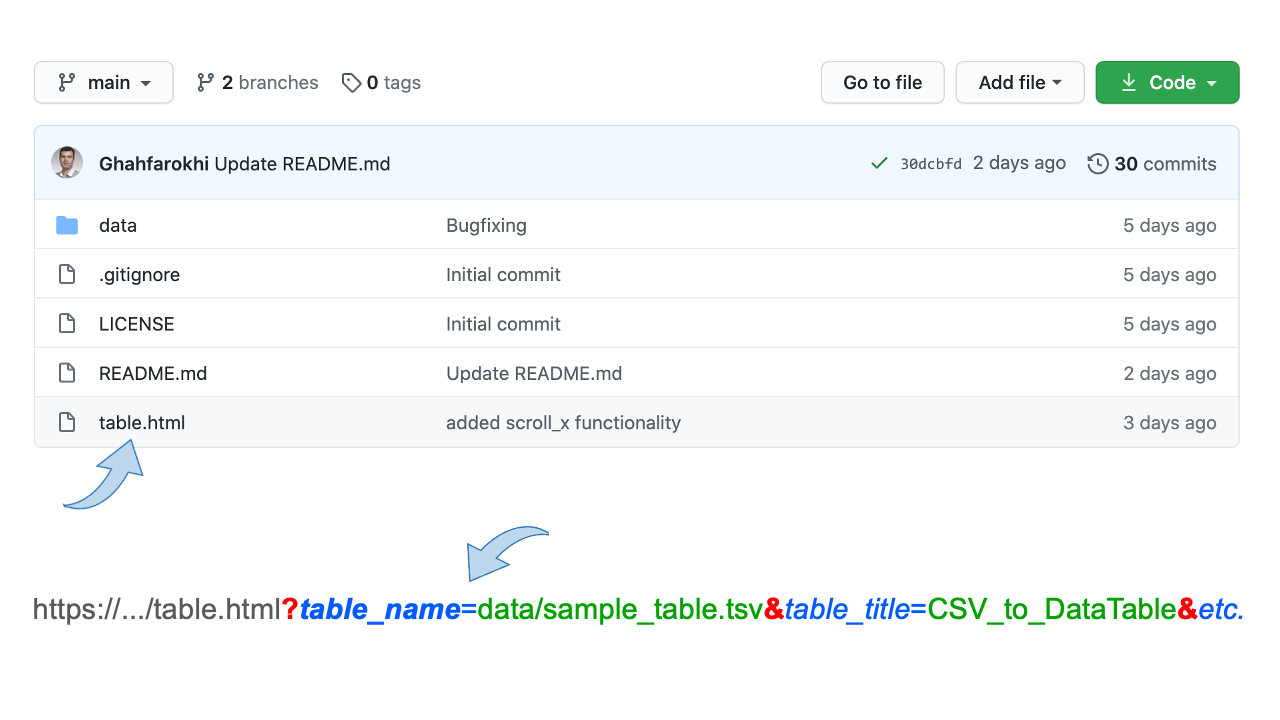 main 2 branches 0 tags Go to file Add file Code
Ghahfarokhi Update README.md 30dcbfd 2 days ago 30 commits
data Bugfixing 5 days ago
.gitignore Initial commit 5 days ago
LICENSE Initial commit 5 days ago
README.md Update README.md 2 days ago
table.html added scroll_x functionality 3 days ago
https://.../table.html?table_name=data/sample_table.tsv&table_title=CSV_to_DataTable&etc.